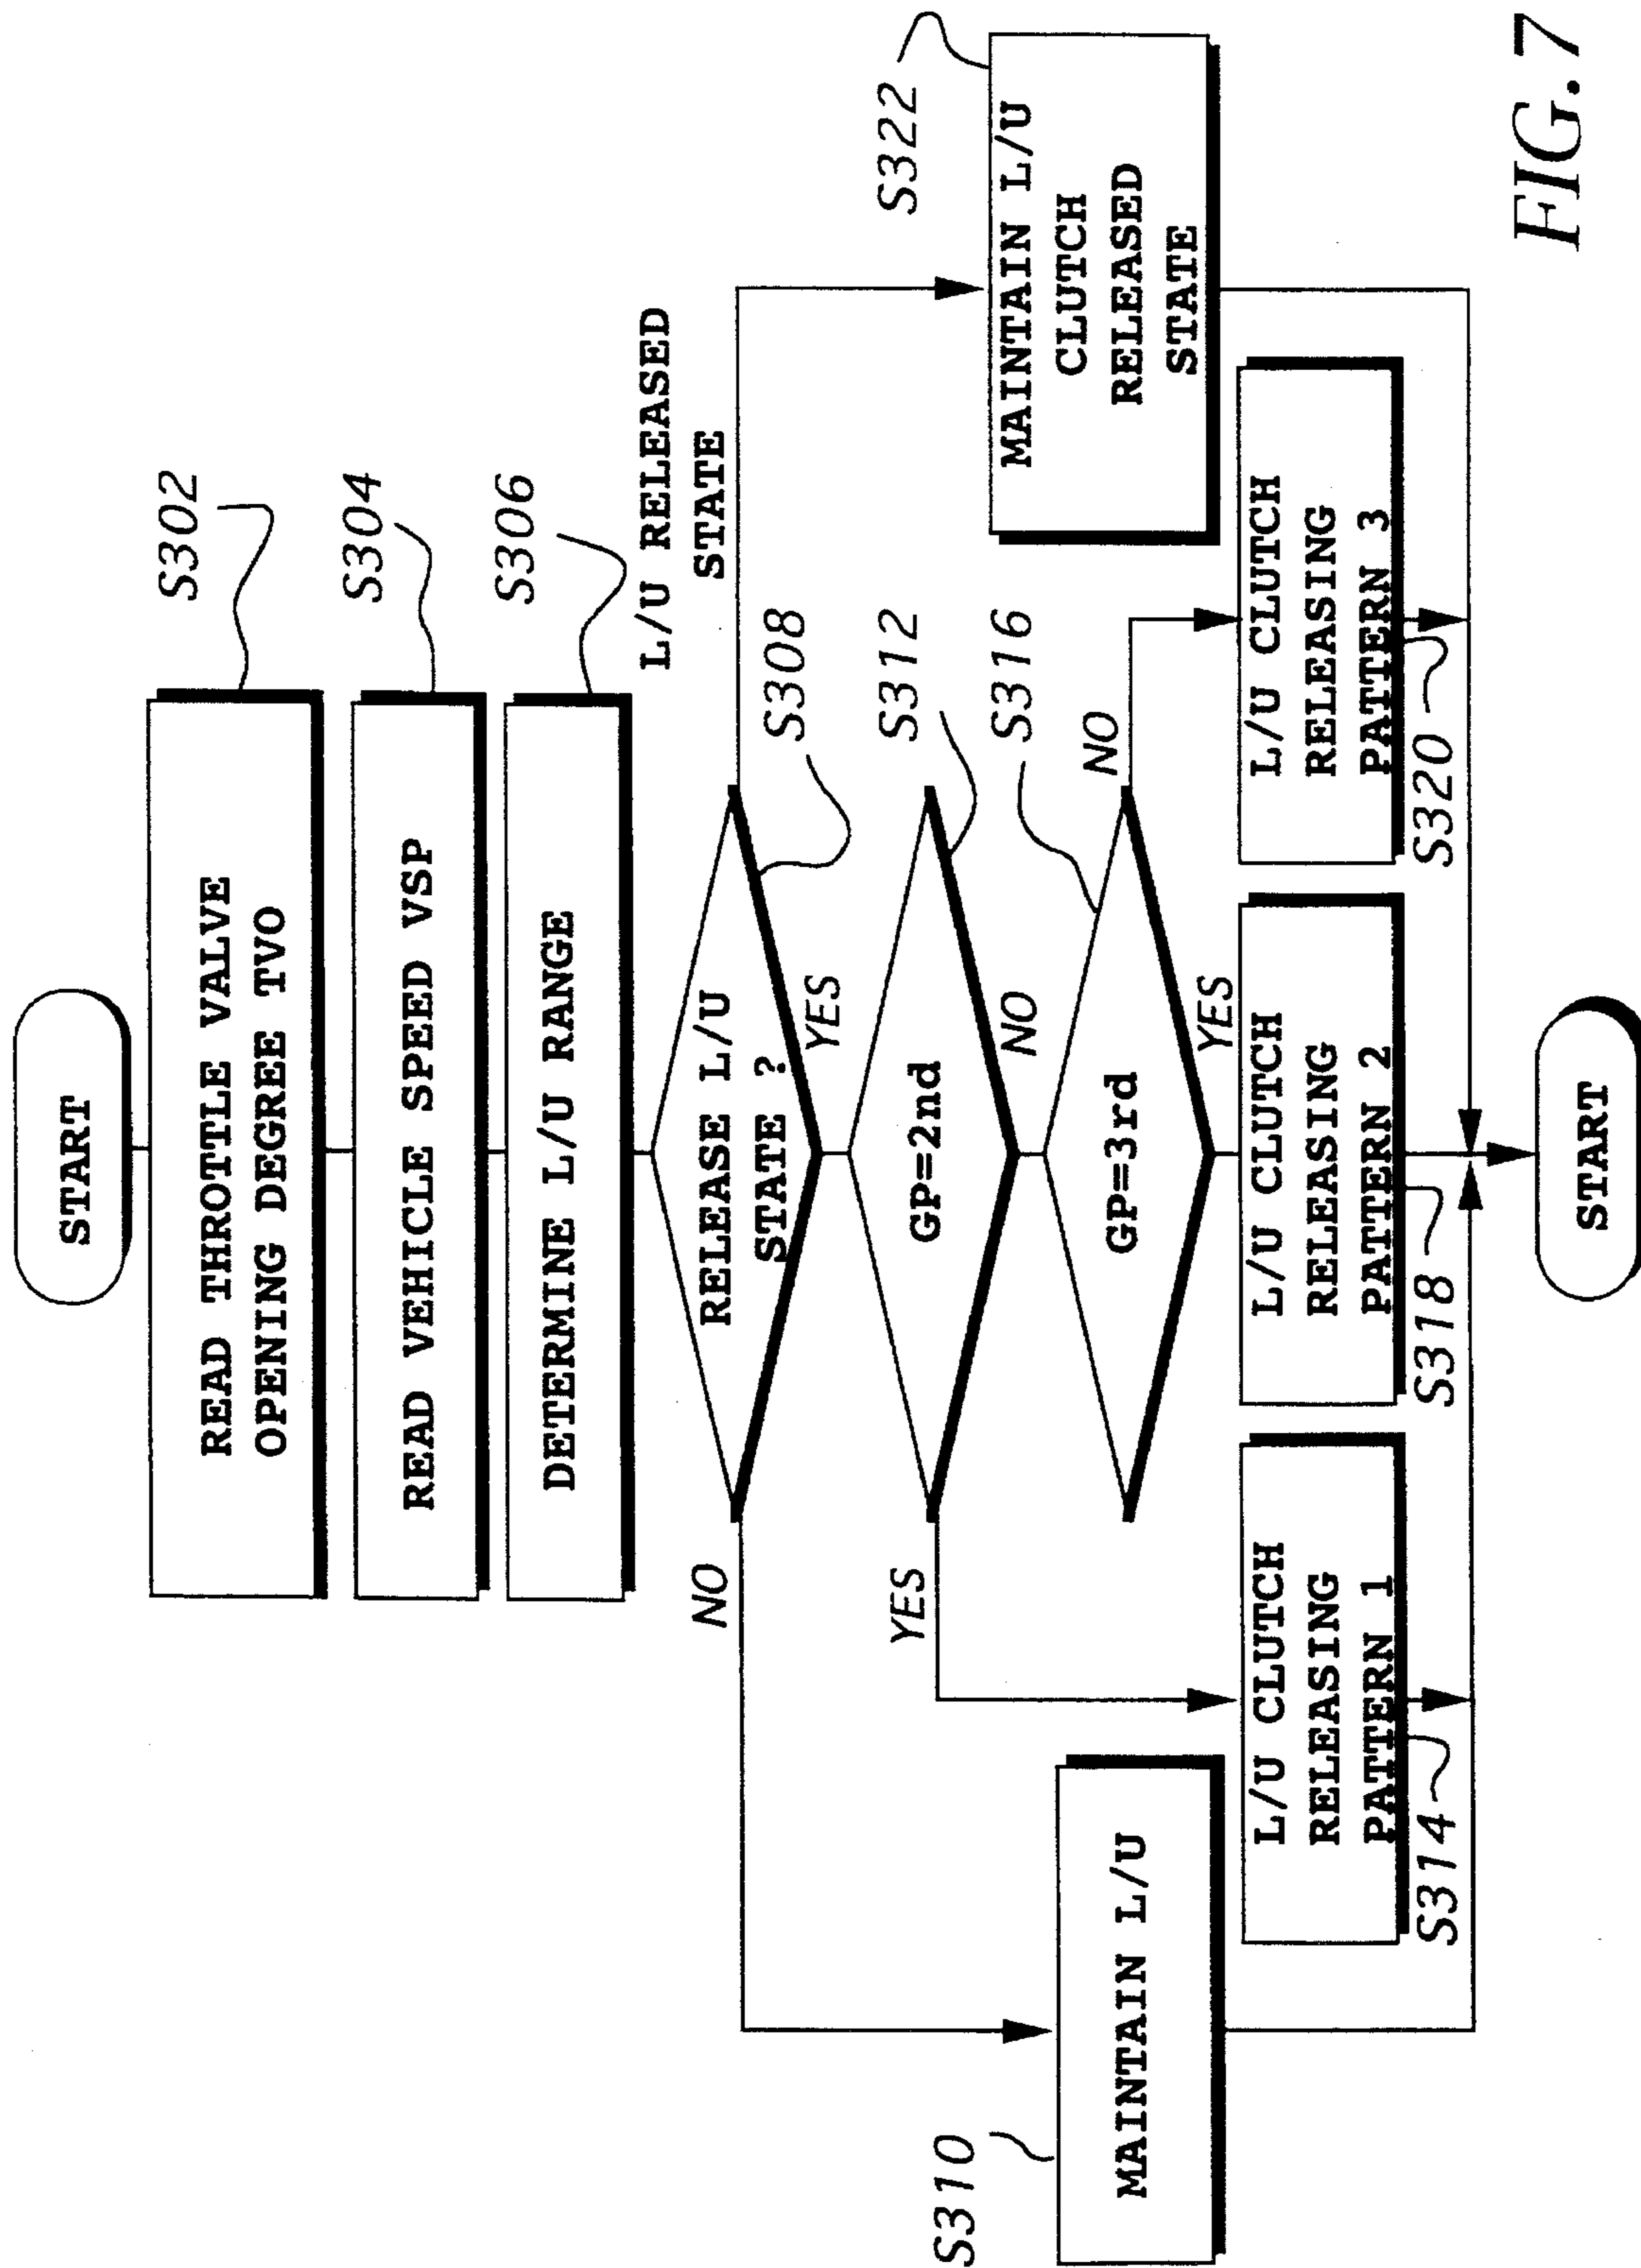 START
READ THROTTLE VALVE
OPENING DEGREE TVO
S302
READ VEHICLE SPEED VSP
S304
DETERMINE L/U RANGE
S306
RELEASE L/U
STATE ?
S308
NO
YES
L/U RELEASED
STATE
GP=2nd
S312
YES
NO
GP=3rd
S316
YES
NO
S310
MAINTAIN L/U
L/U CLUTCH
RELEASING
PATTERN 1
S314
L/U CLUTCH
RELEASING
PATTERN 2
S318
L/U CLUTCH
RELEASING
PATTERN 3
S320
MAINTAIN L/U
CLUTCH
RELEASED
STATE
S322
START
FIG.7